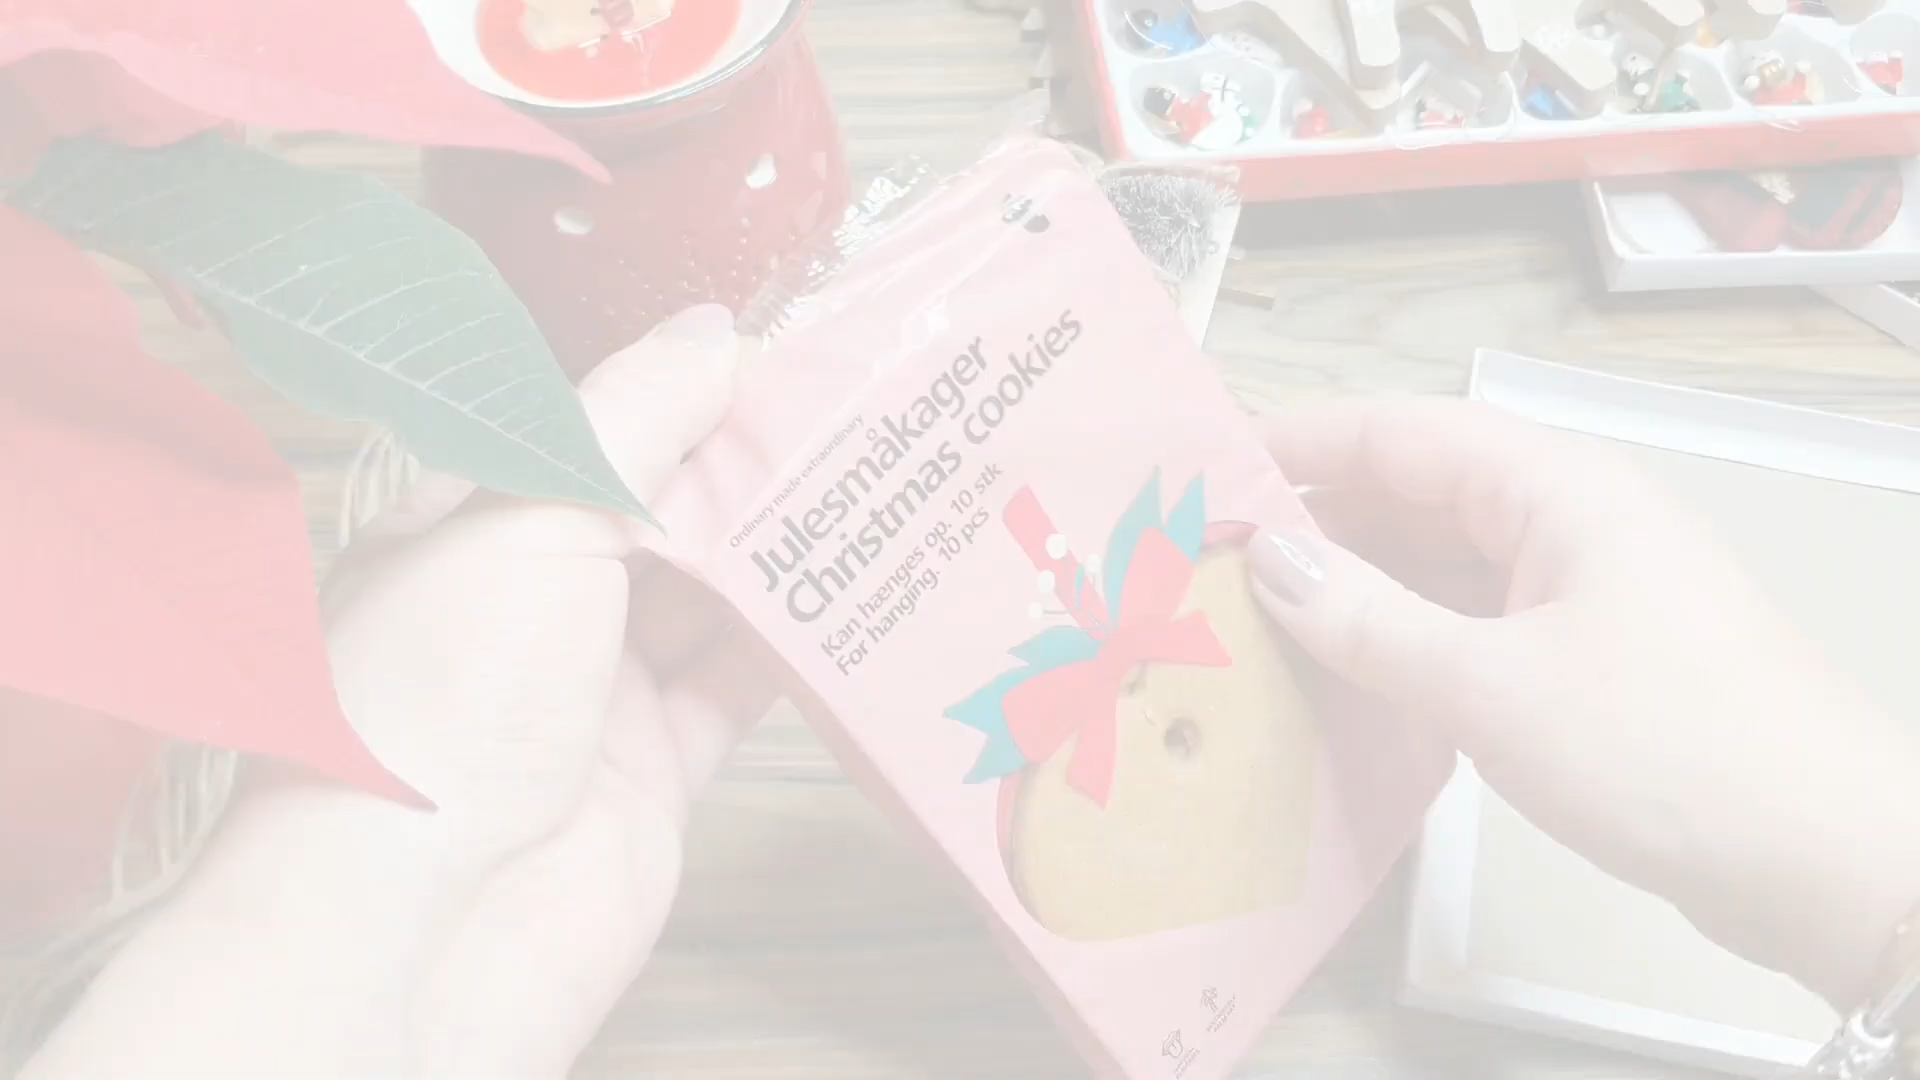 Ordinary made extraordinary
Julesmåkager
Christmas cookies
Kan hænges op. 10 stk
For hanging. 10 pcs